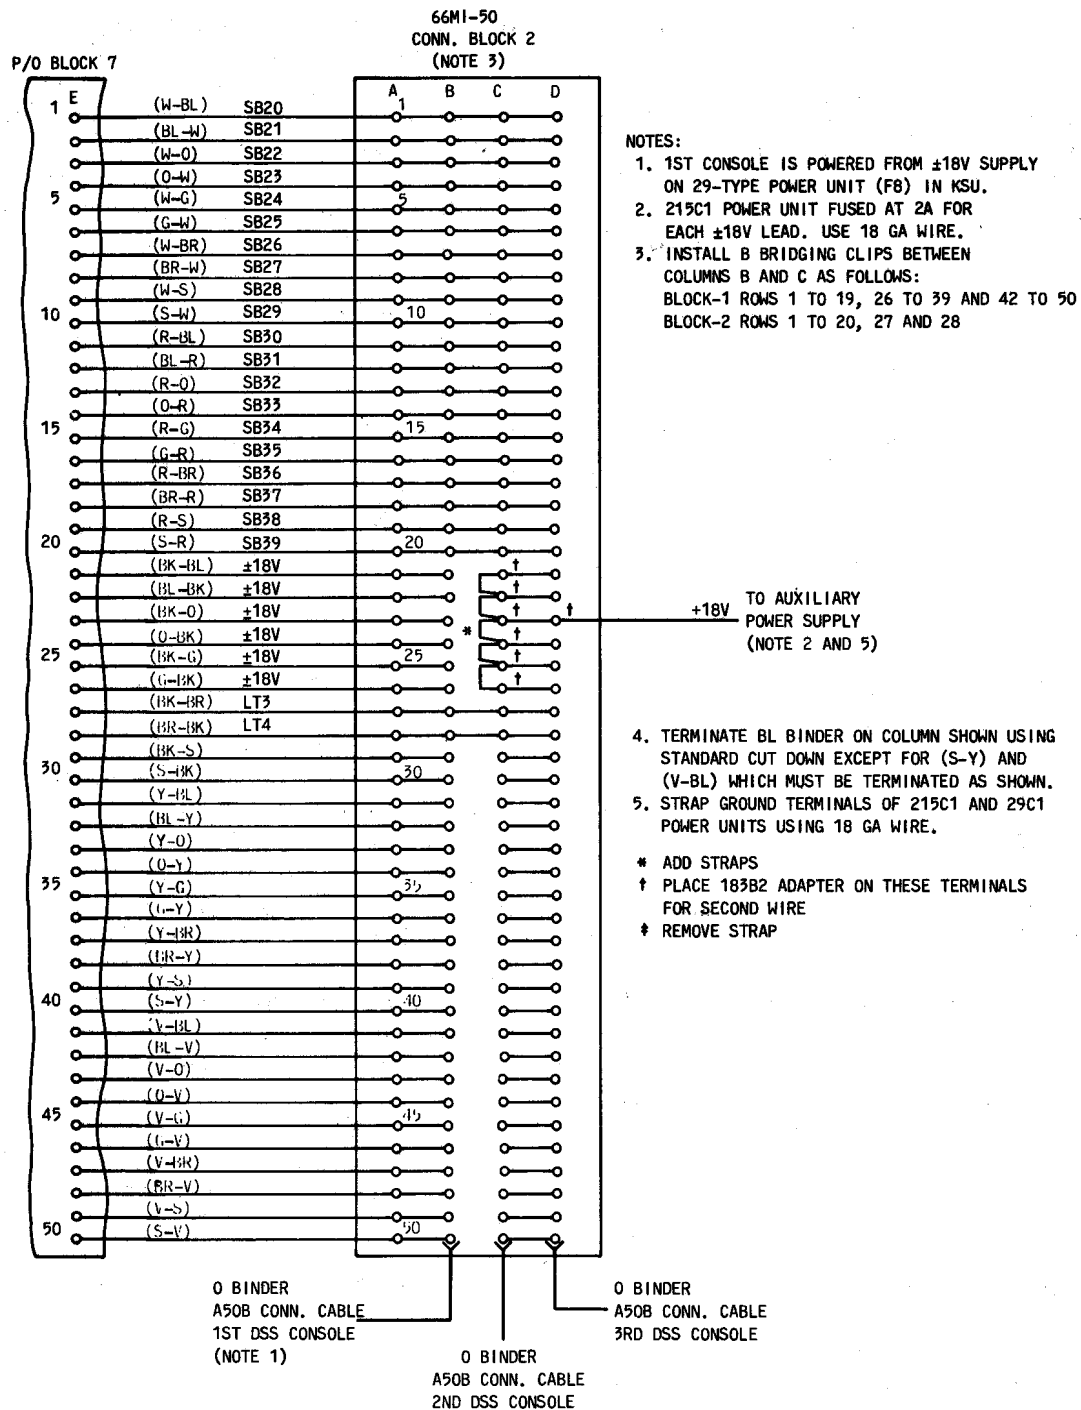 66MI-50
CONN. BLOCK 2
(NOTE 3)
P/O BLOCK 7
E
A B C D
1 (W-BL) SB20 1
(BL-W) SB21
(W-O) SB22
(O-W) SB23
5 (W-G) SB24 5
(G-W) SB25
(W-BR) SB26
(BR-W) SB27
(W-S) SB28
10 (S-W) SB29 10
(R-BL) SB30
(BL-R) SB31
(R-O) SB32
(O-R) SB33
15 (R-G) SB34 15
(G-R) SB35
(R-BR) SB36
(BR-R) SB37
(R-S) SB38
20 (S-R) SB39 20
(BK-BL) ±18V †
(BL-BK) ±18V †
(BK-O) ±18V † †
(O-BK) ±18V * †
25 (BK-G) ±18V 25 †
(G-BK) ±18V †
(BK-BR) LT3
(BR-BK) LT4
(BK-S)
30 (S-BK) 30
(Y-BL)
(BL-Y)
(Y-O)
(O-Y)
35 (Y-G) 35
(G-Y)
(Y-BR)
(BR-Y)
(Y-S)
40 (S-Y) 40
(V-BL)
(BL-V)
(V-O)
(O-V)
45 (V-G) 45
(G-V)
(V-BR)
(BR-V)
(V-S)
50 (S-V) 50
+18V
TO AUXILIARY
POWER SUPPLY
(NOTE 2 AND 5)
NOTES:
1. 1ST CONSOLE IS POWERED FROM ±18V SUPPLY
ON 29-TYPE POWER UNIT (F8) IN KSU.
2. 215C1 POWER UNIT FUSED AT 2A FOR
EACH ±18V LEAD. USE 18 GA WIRE.
3. INSTALL B BRIDGING CLIPS BETWEEN
COLUMNS B AND C AS FOLLOWS:
BLOCK-1 ROWS 1 TO 19, 26 TO 39 AND 42 TO 50
BLOCK-2 ROWS 1 TO 20, 27 AND 28
4. TERMINATE BL BINDER ON COLUMN SHOWN USING
STANDARD CUT DOWN EXCEPT FOR (S-Y) AND
(V-BL) WHICH MUST BE TERMINATED AS SHOWN.
5. STRAP GROUND TERMINALS OF 215C1 AND 29C1
POWER UNITS USING 18 GA WIRE.
* ADD STRAPS
† PLACE 183B2 ADAPTER ON THESE TERMINALS
FOR SECOND WIRE
‡ REMOVE STRAP
O BINDER
A50B CONN. CABLE
1ST DSS CONSOLE
(NOTE 1)
O BINDER
A50B CONN. CABLE
2ND DSS CONSOLE
O BINDER
A50B CONN. CABLE
3RD DSS CONSOLE